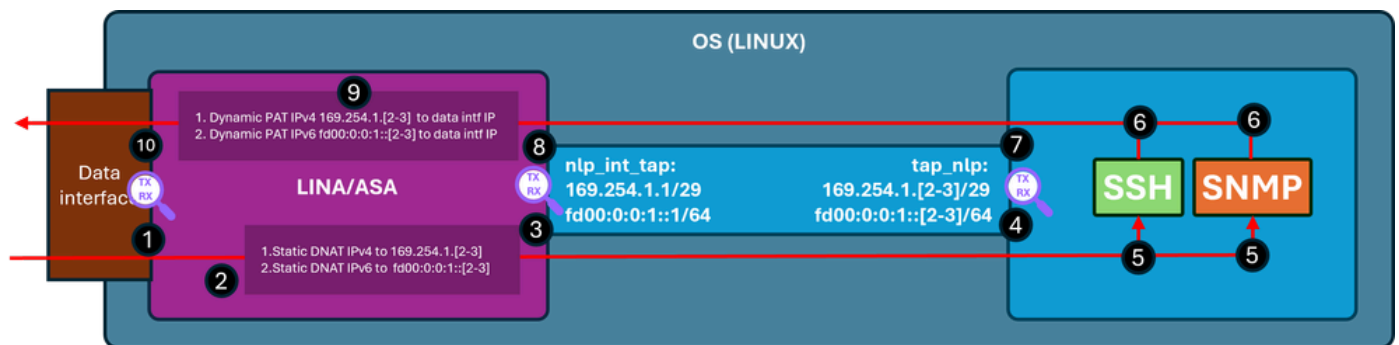 OS (LINUX)
9
1. Dynamic PAT IPv4 169.254.1.[2-3] to data intf IP
2. Dynamic PAT IPv6 fd00:0:0:1::[2-3] to data intf IP
6
6
10
8
7
Data
interface
TX
RX
LINA/ASA
TX
RX
nlp_int_tap:
169.254.1.1/29
fd00:0:0:1::1/64
tap_nlp:
169.254.1.[2-3]/29
fd00:0:0:1::[2-3]/64
TX
RX
SSH
SNMP
1
3
4
1.Static DNAT IPv4 to 169.254.1.[2-3]
2.Static DNAT IPv6 to fd00:0:0:1::[2-3]
2
5
5